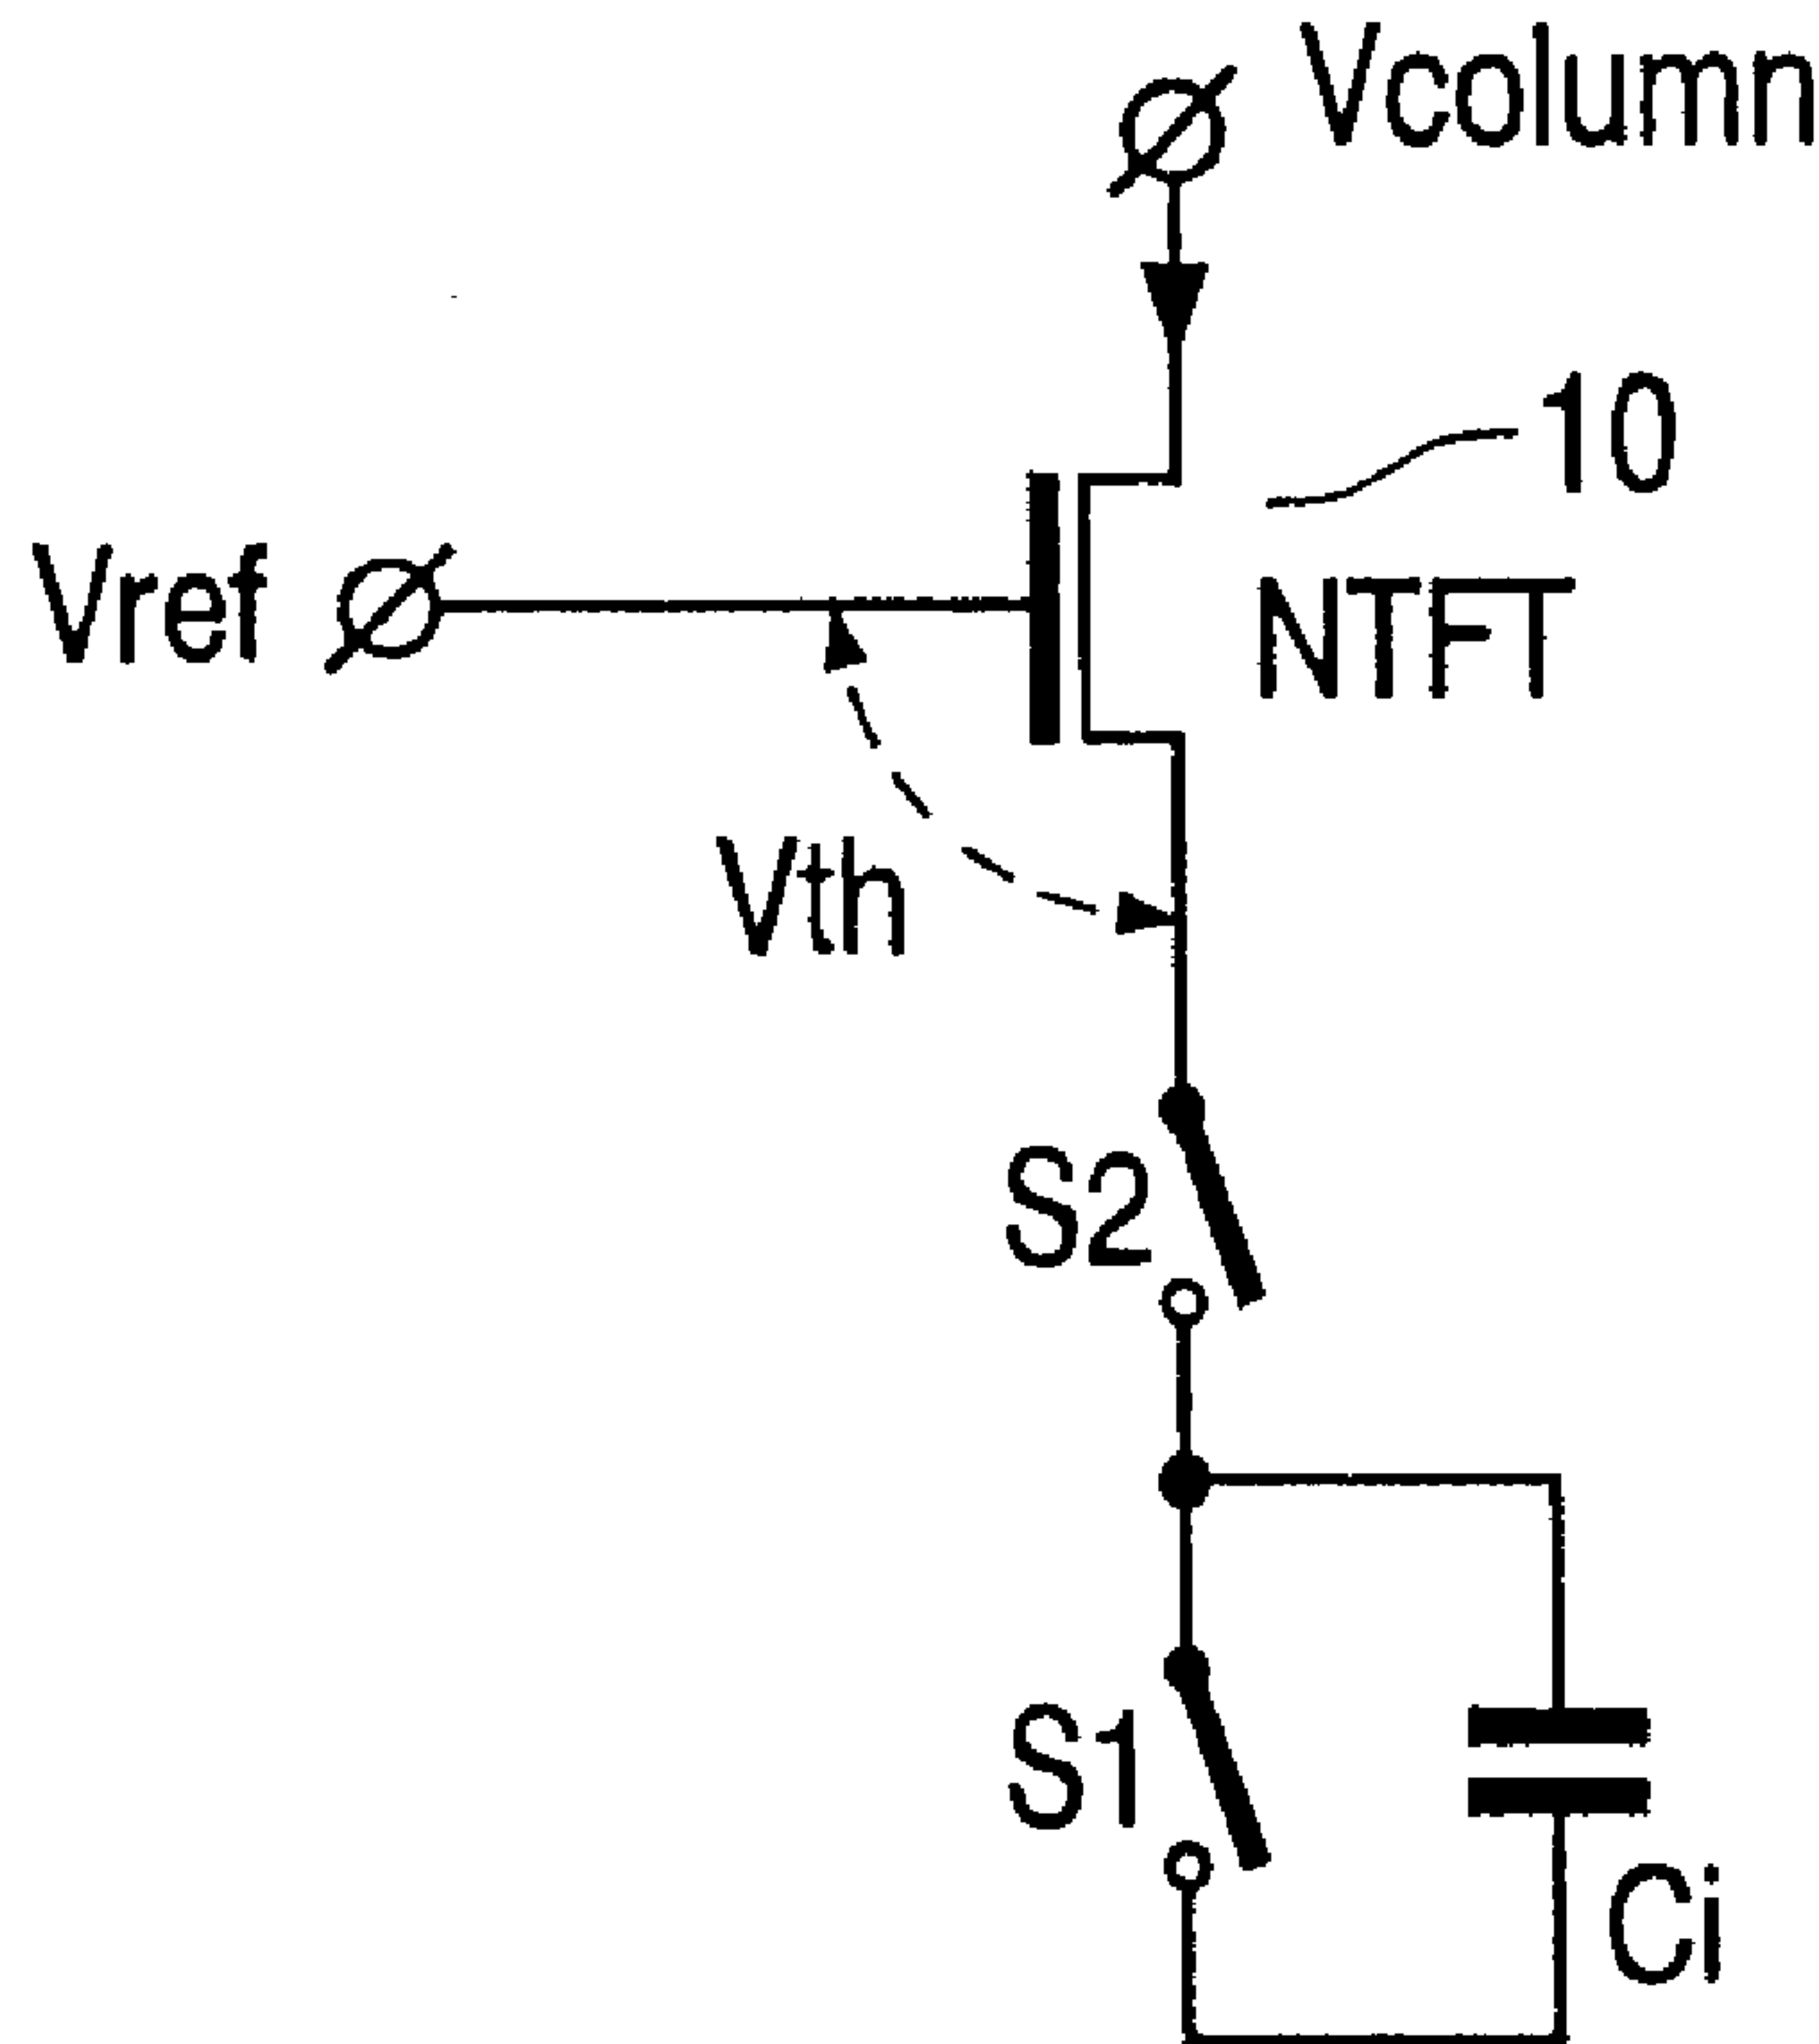 Vcolumn
10
Vref
NTFT
Vth
S2
S1
Ci